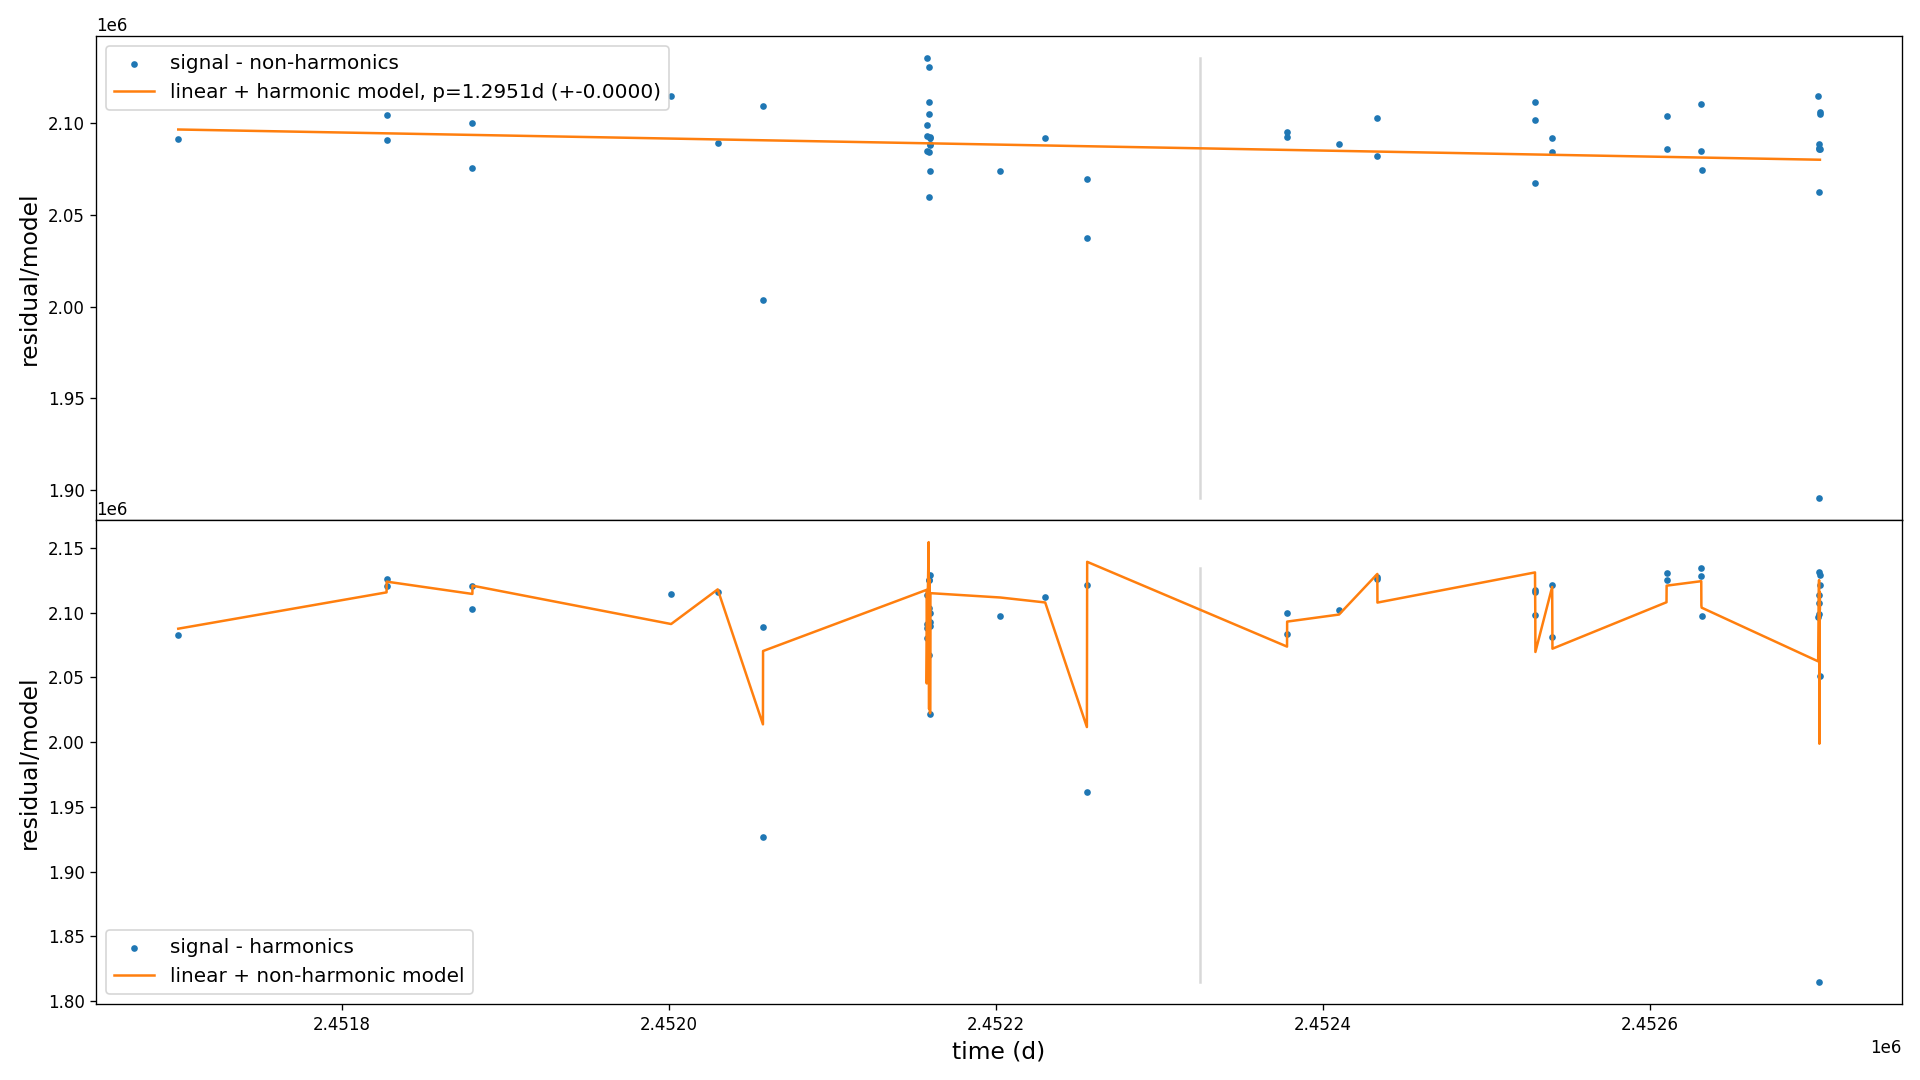 1e6
signal - non-harmonics
linear + harmonic model, p=1.2951d (+-0.0000)
2.10
2.05
2.00
1.95
1.90
residual/model
1e6
2.15
2.10
2.05
2.00
1.95
1.90
1.85
1.80
residual/model
signal - harmonics
linear + non-harmonic model
2.4518
2.4520
2.4522
2.4524
2.4526
time (d)
1e6